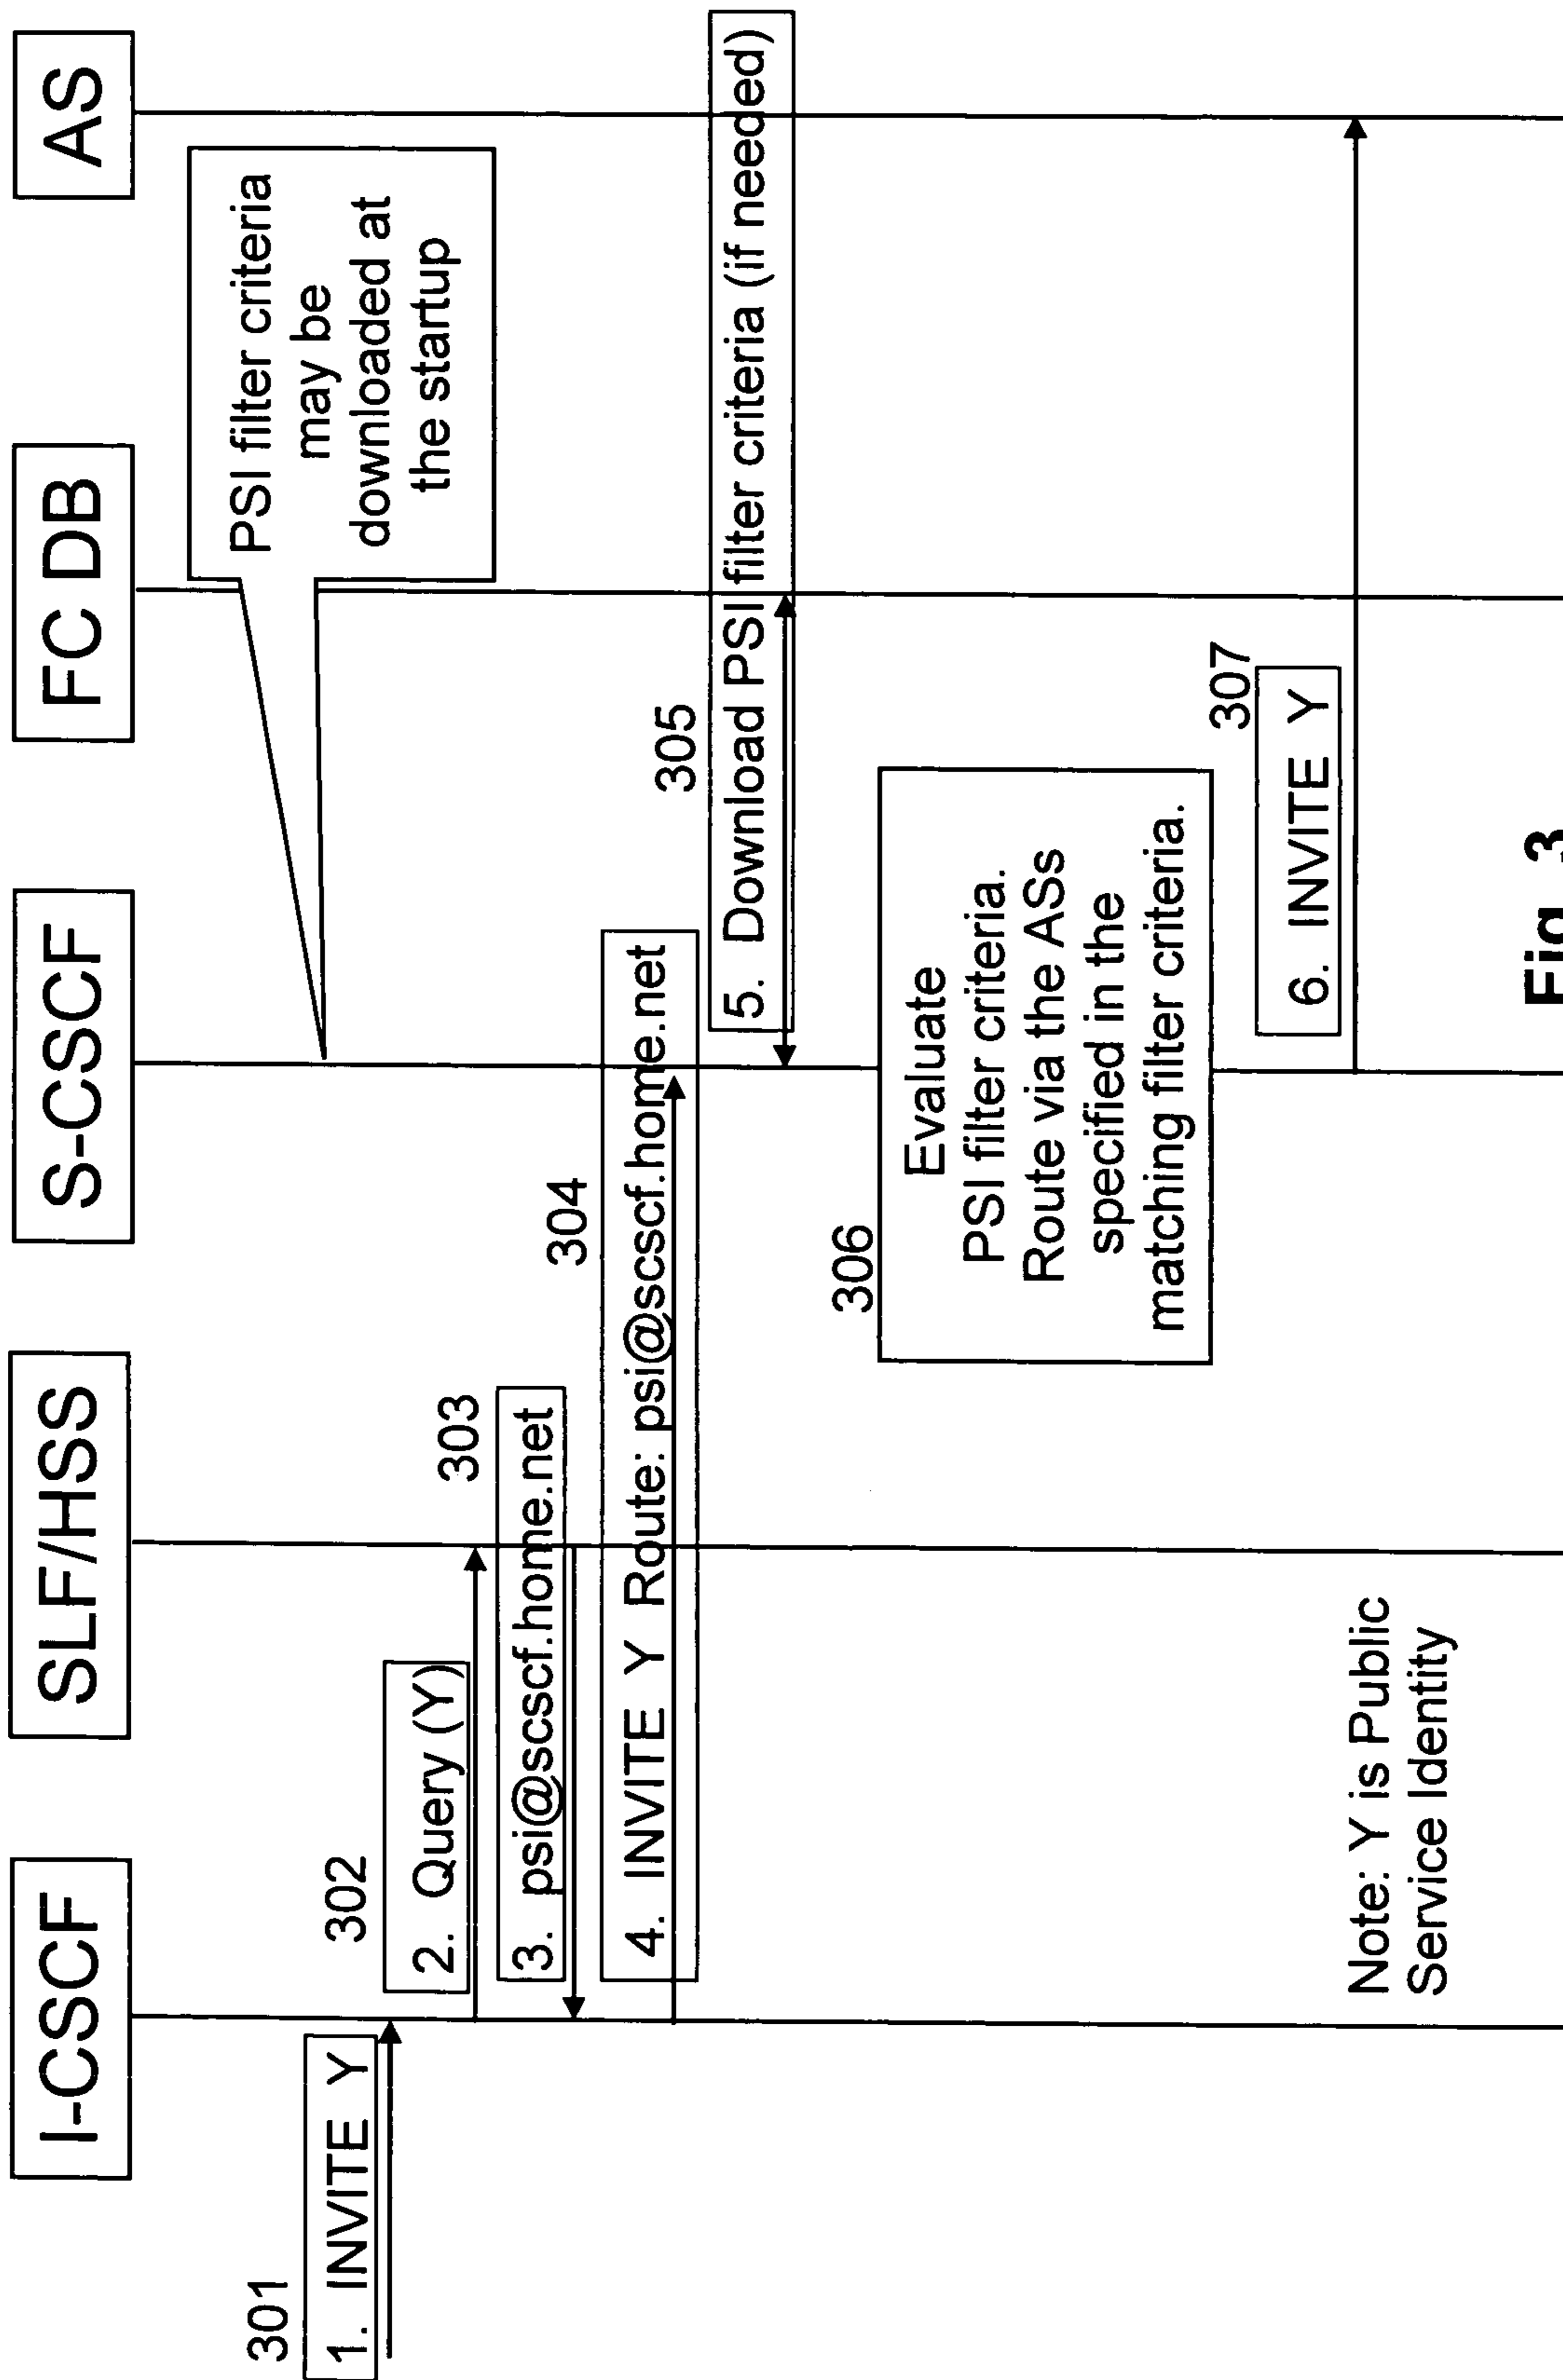 I-CSCF
SLF/HSS
S-CSCF
FC DB
AS
PSI filter criteria
may be
downloaded at
the startup
301
1. INVITE Y
302
2. Query (Y)
303
3. psi@scscf.home.net
304
4. INVITE Y Route: psi@scscf.home.net
305
5. Download PSI filter criteria (if needed)
306
Evaluate
PSI filter criteria.
Route via the ASs
specified in the
matching filter criteria.
307
6. INVITE Y
Note: Y is Public
Service Identity
Fig. 3